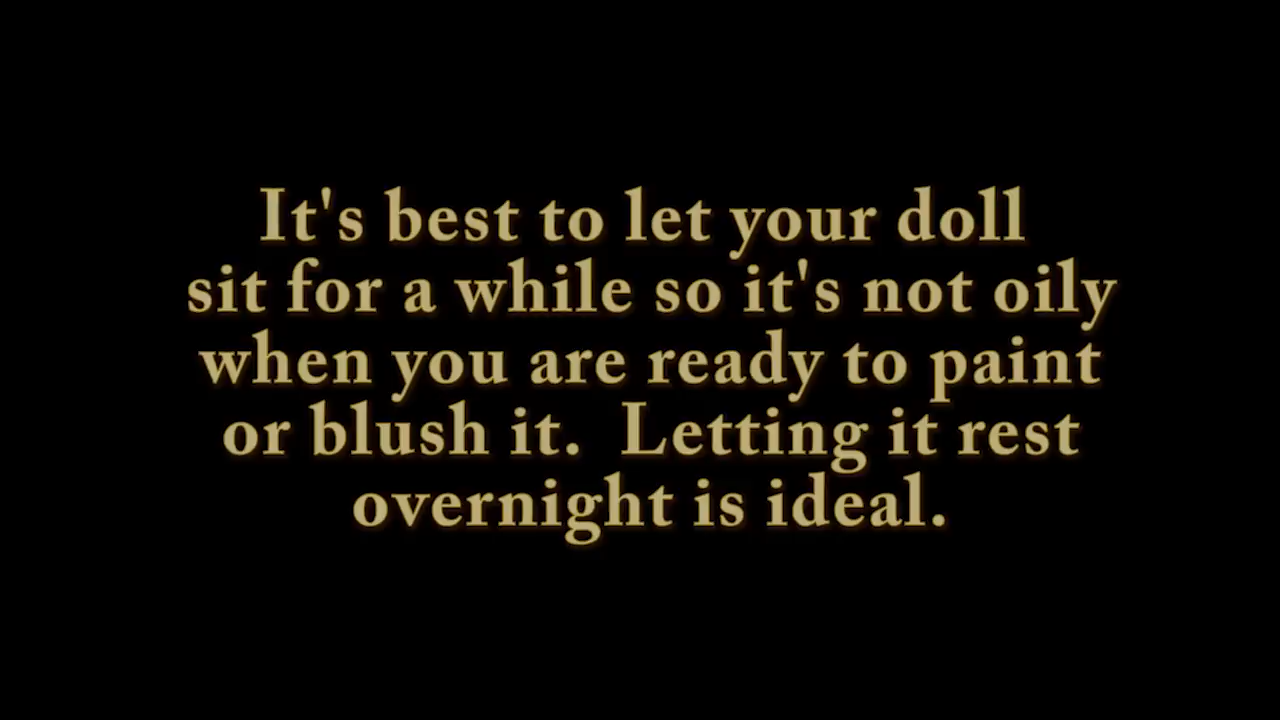 It's best to let your doll
sit for a while so it's not oily
when you are ready to paint
or blush it.  Letting it rest
overnight is ideal.